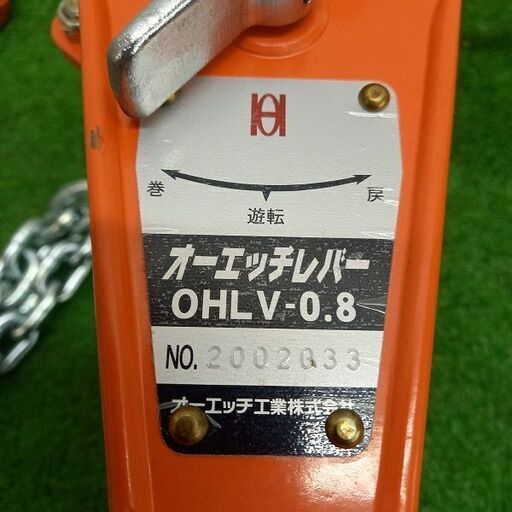 巻
戻
遊転
オーエッチレバー
OHLV-0.8
NO. 2002033
オーエッチ工業株式会社